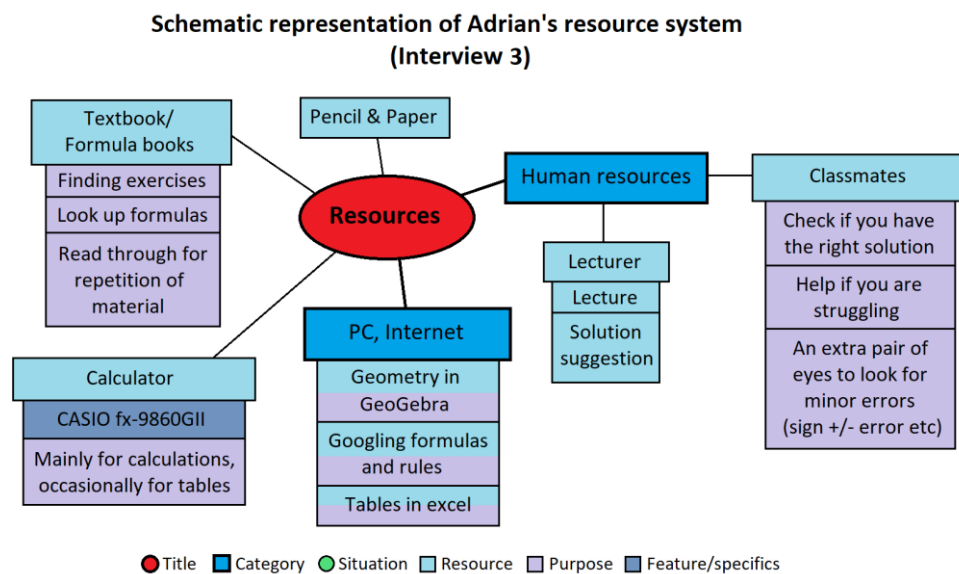 Schematic representation of Adrian's resource system
(Interview 3)
Textbook/
Formula books
Finding exercises
Look up formulas
Read through for
repetition of
material
Pencil & Paper
Resources
Human resources
Classmates
Check if you have
the right solution
Help if you are
struggling
An extra pair of
eyes to look for
minor errors
(sign +/- error etc)
Lecturer
Lecture
Solution
suggestion
PC, Internet
Geometry in
GeoGebra
Googling formulas
and rules
Tables in excel
Calculator
CASIO fx-9860GII
Mainly for calculations,
occasionally for tables
Title Category Situation Resource Purpose Feature/specifics